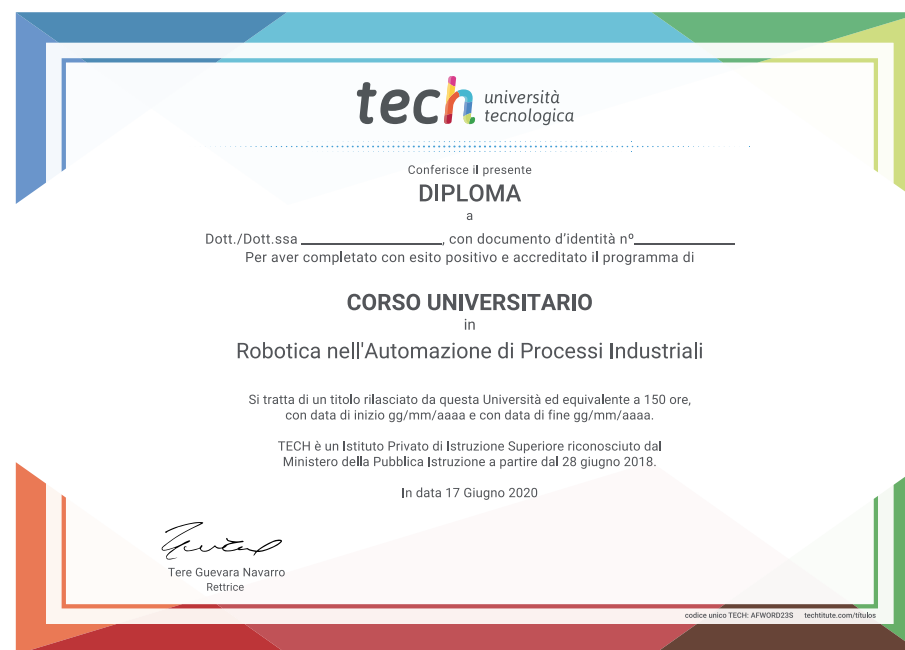 tech università
tecnologica
Conferisce il presente
DIPLOMA
a
Dott./Dott.ssa ________________, con documento d'identità nº____________
Per aver completato con esito positivo e accreditato il programma di
CORSO UNIVERSITARIO
in
Robotica nell'Automazione di Processi Industriali
Si tratta di un titolo rilasciato da questa Università ed equivalente a 150 ore,
con data di inizio gg/mm/aaaa e con data di fine gg/mm/aaaa.
TECH è un Istituto Privato di Istruzione Superiore riconosciuto dal
Ministero della Pubblica Istruzione a partire dal 28 giugno 2018.
In data 17 Giugno 2020
Tere Guevara Navarro
Rettrice
codice unico TECH: AFWORD23S techtitute.com/títulos